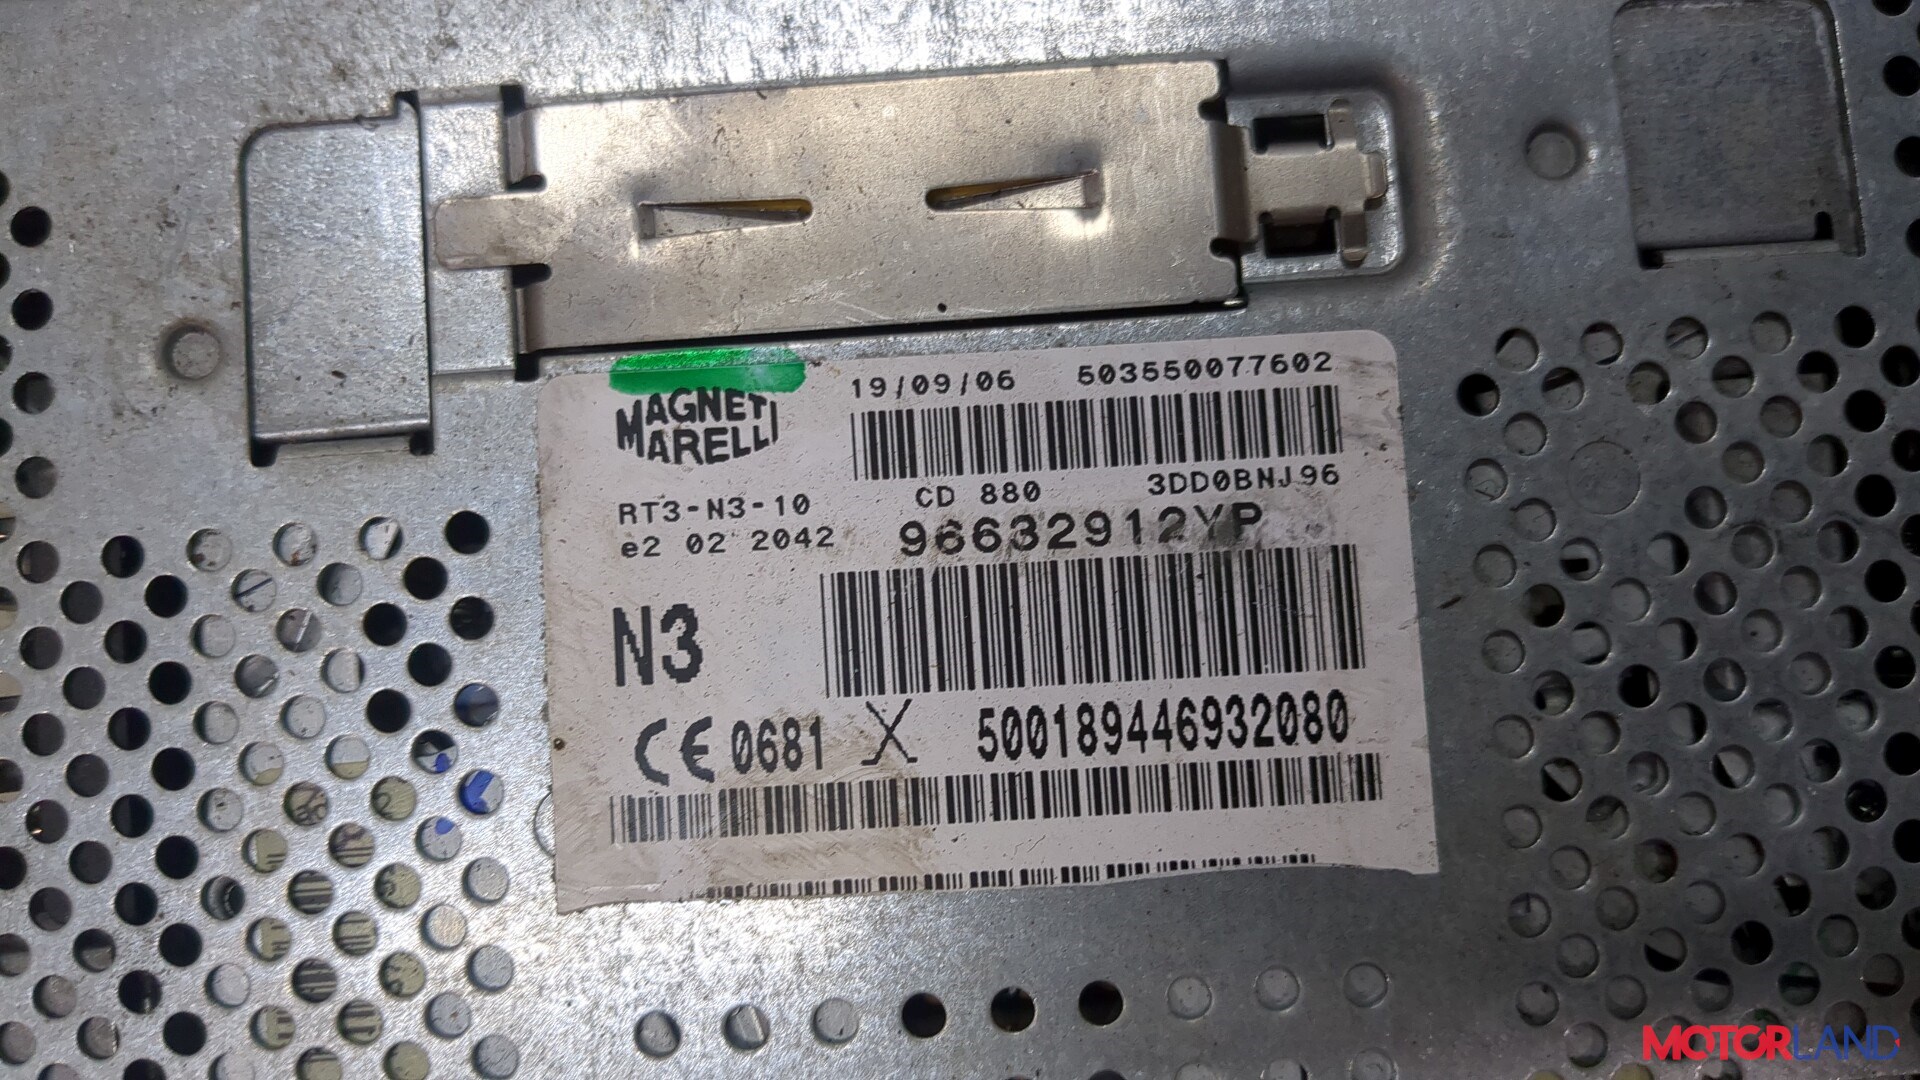 MAGNETI
MARELLI
19/09/06 503550077602
RT3-N3-10 CD 880 3DD0BNJ96
e2 02 2042 96632912YP
N3
CE 0681 X 500189446932080
MOTORLAND